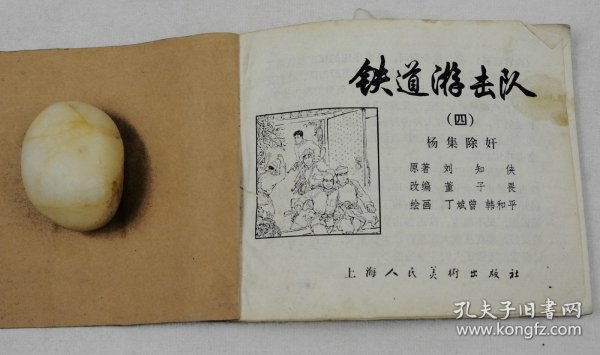 铁道游击队
(四)
杨集除奸
原著 刘知侠
改编 董子畏
绘画 丁斌曾 韩和平
上海人民美術出版社
孔夫子旧书网
www.kongfz.com